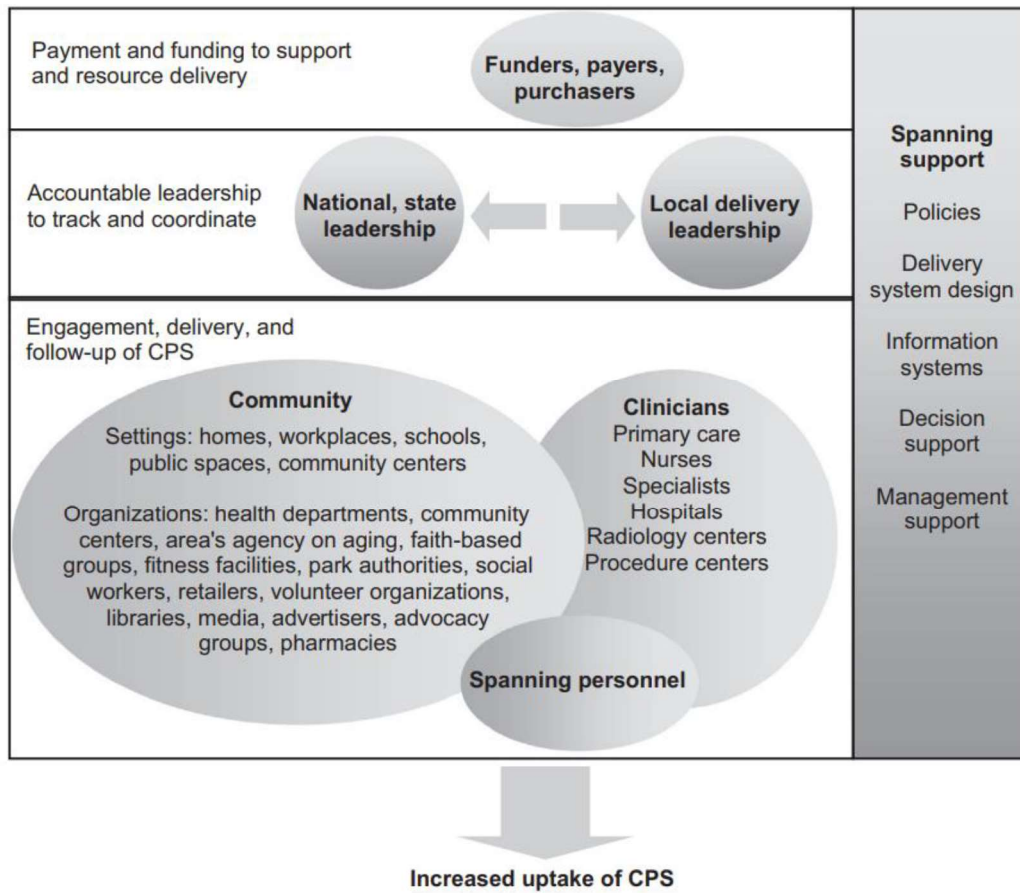 Payment and funding to support
and resource delivery
Funders, payers,
purchasers
Accountable leadership
to track and coordinate
National, state
leadership
Local delivery
leadership
Engagement, delivery, and
follow-up of CPS
Community
Settings: homes, workplaces, schools,
public spaces, community centers
Organizations: health departments, community
centers, area's agency on aging, faith-based
groups, fitness facilities, park authorities, social
workers, retailers, volunteer organizations,
libraries, media, advertisers, advocacy
groups, pharmacies
Clinicians
Primary care
Nurses
Specialists
Hospitals
Radiology centers
Procedure centers
Spanning personnel
Spanning
support
Policies
Delivery
system design
Information
systems
Decision
support
Management
support
Increased uptake of CPS